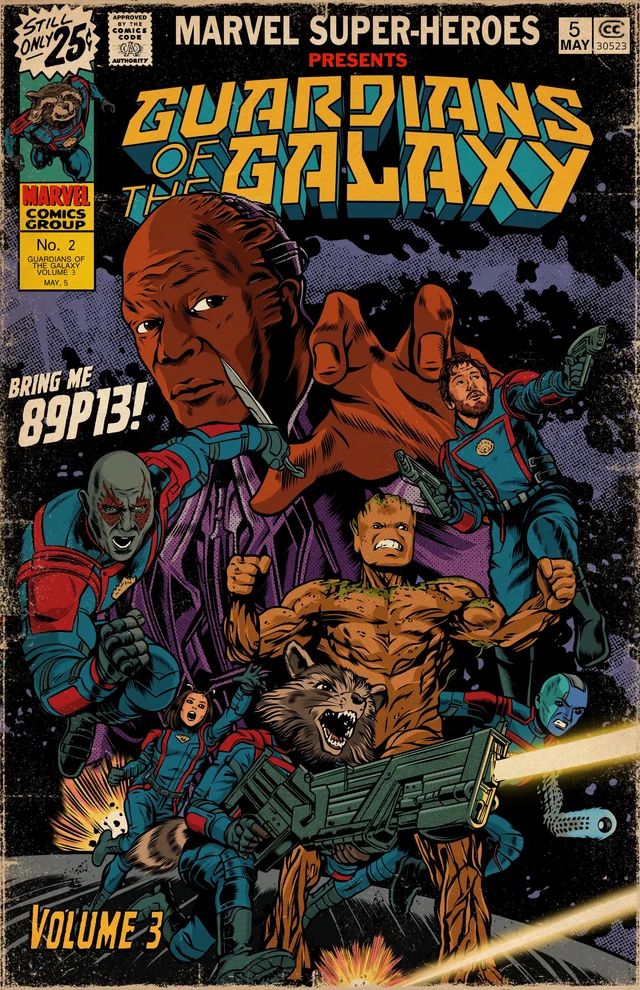 STILL
ONLY 25¢
APPROVED
BY THE
COMICS
CODE
AUTHORITY
MARVEL SUPER-HEROES
PRESENTS
5
MAY
CC
30523
GUARDIANS
OF
THE GALAXY
MARVEL
COMICS
GROUP
No. 2
GUARDIANS OF
THE GALAXY
VOLUME 3
MAY, 5
BRING ME
89P13!
VOLUME 3